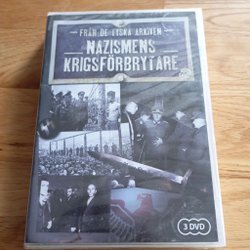 FRÅN DE TYSKA ARKIVEN
NAZISMENS
KRIGSFÖRBRYTARE
3 DVD